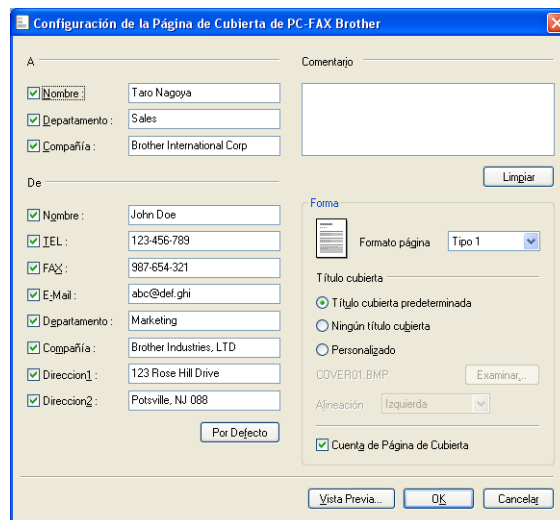 Configuración de la Página de Cubierta de PC-FAX Brother
A
Nombre : Taro Nagoya
Departamento : Sales
Compañía : Brother International Corp
De
Nombre : John Doe
TEL : 123-456-789
FAX : 987-654-321
E-Mail : abc@def.ghi
Departamento : Marketing
Compañía : Brother Industries, LTD
Direccion1 : 123 Rose Hill Drive
Direccion2 : Potsville, NJ 088
Por Defecto
Comentario
Limpiar
Forma
Formato página Tipo 1
Título cubierta
Título cubierta predeterminada
Ningún título cubierta
Personalizado
COVER01.BMP Examinar...
Alineación Izquierda
Cuenta de Página de Cubierta
Vista Previa... OK Cancelar